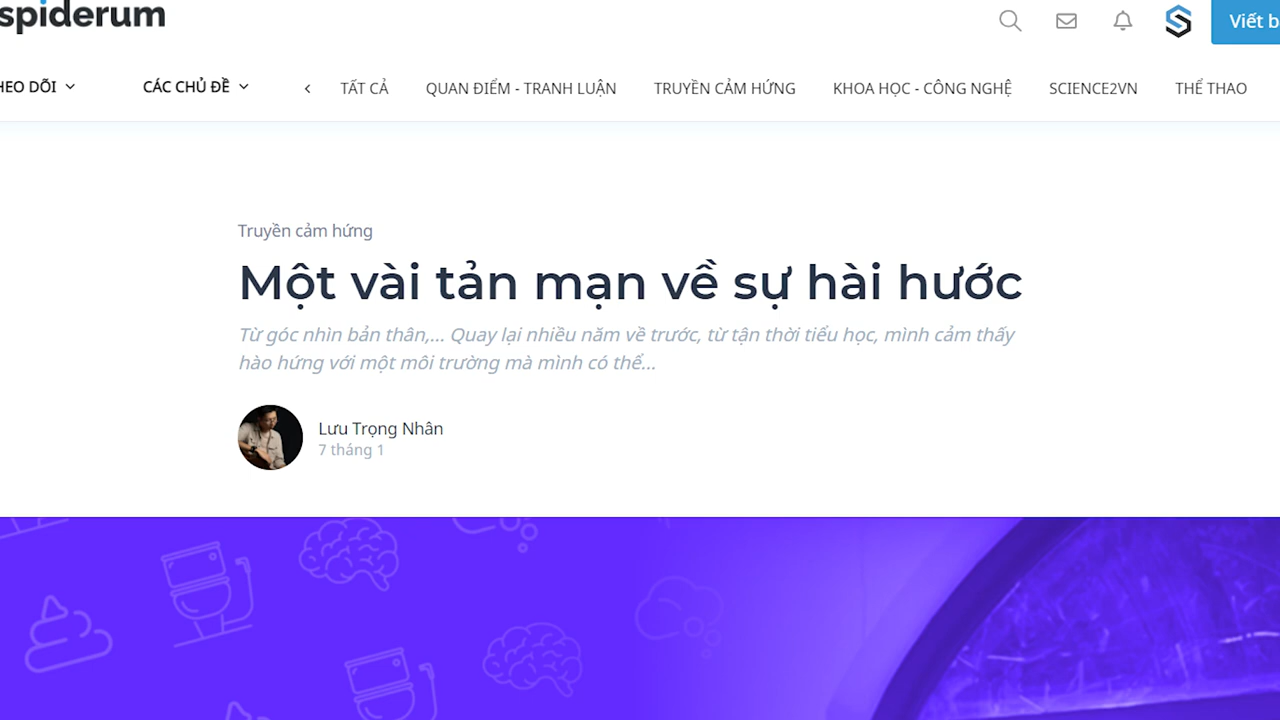 spiderum
Viết b
HEO DÕI
CÁC CHỦ ĐỀ
TẤT CẢ
QUAN ĐIỂM - TRANH LUẬN
TRUYỀN CẢM HỨNG
KHOA HỌC - CÔNG NGHỆ
SCIENCE2VN
THỂ THAO
Truyền cảm hứng
Một vài tản mạn về sự hài hước
Từ góc nhìn bản thân,... Quay lại nhiều năm về trước, từ tận thời tiểu học, mình cảm thấy
hào hứng với một môi trường mà mình có thể...
Lưu Trọng Nhân
7 tháng 1